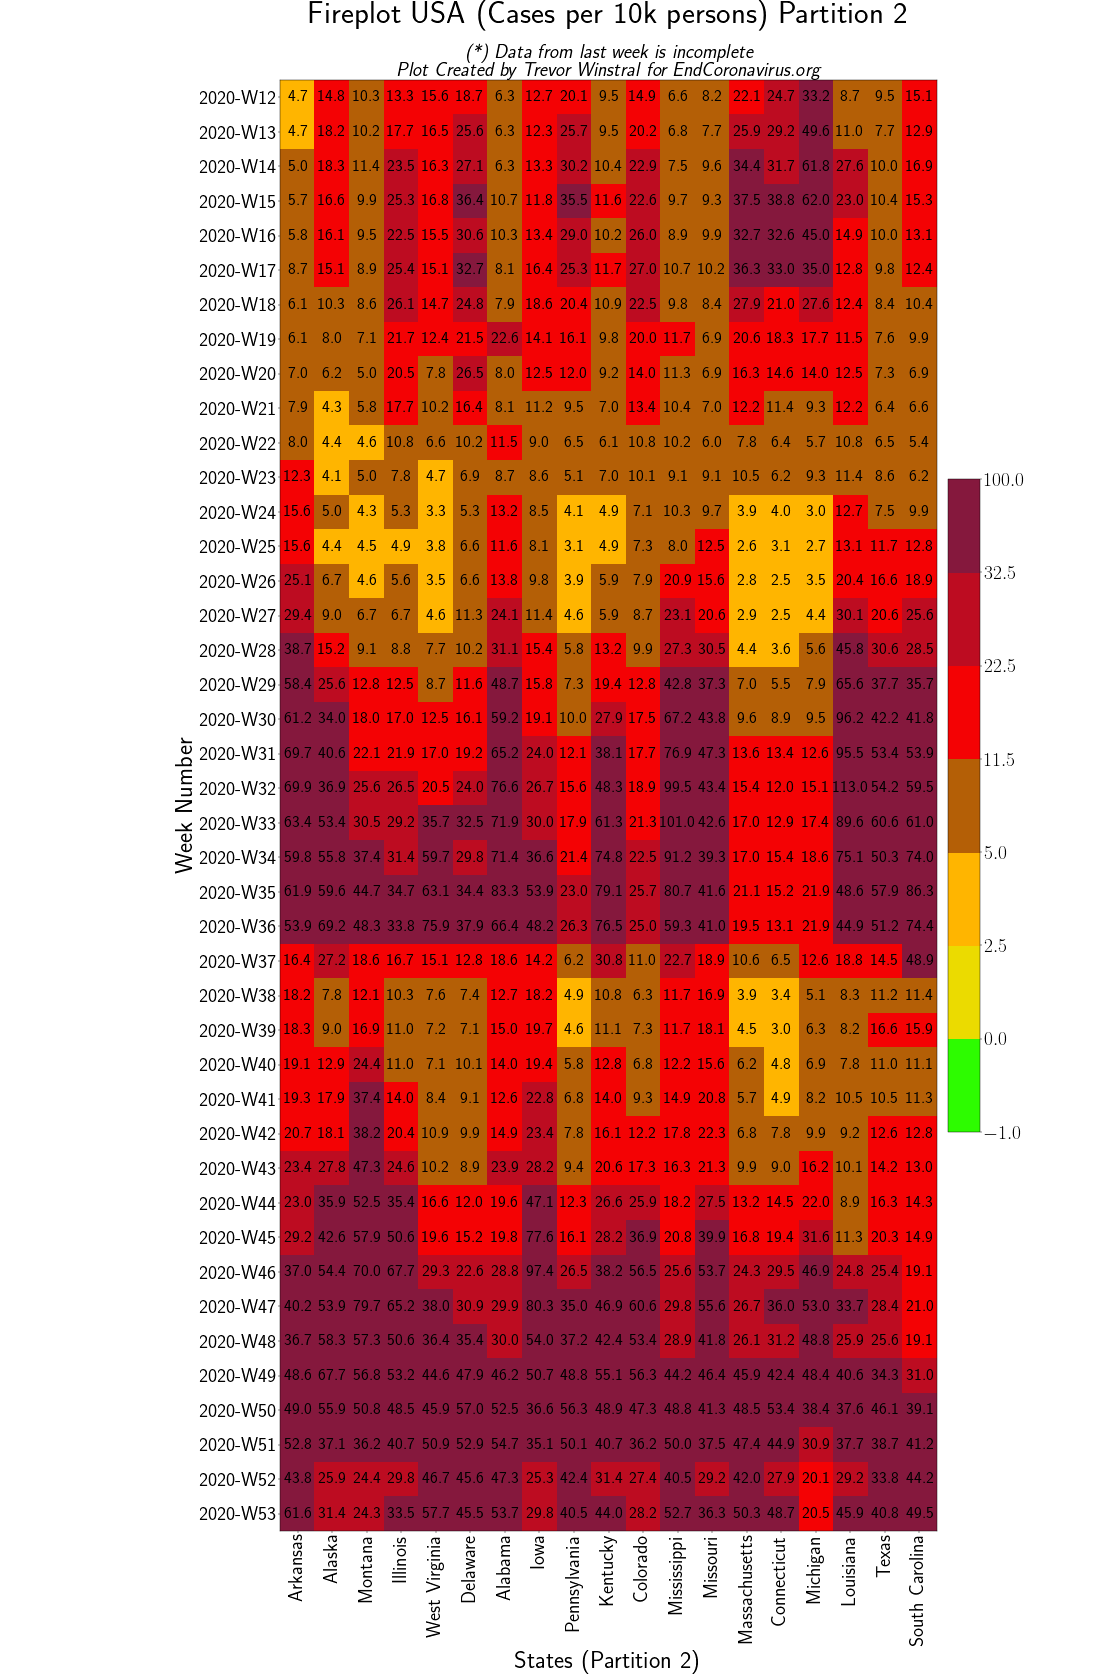 Fireplot USA (Cases per 10k persons) Partition 2
(*) Data from last week is incomplete
Plot Created by Trevor Winstral for EndCoronavirus.org
2020-W12 4.7 14.8 10.3 13.3 15.6 18.7 6.3 12.7 20.1 9.5 14.9 6.6 8.2 22.1 24.7 33.2 8.7 9.5 15.1
2020-W13 4.7 18.2 10.2 17.7 16.5 25.6 6.3 12.3 25.7 9.5 20.2 6.8 7.7 25.9 29.2 49.6 11.0 7.7 12.9
2020-W14 5.0 18.3 11.4 23.5 16.3 27.1 6.3 13.3 30.2 10.4 22.9 7.5 9.6 34.4 31.7 61.8 27.6 10.0 16.9
2020-W15 5.7 16.6 9.9 25.3 16.8 36.4 10.7 11.8 35.5 11.6 22.6 9.7 9.3 37.5 38.8 62.0 23.0 10.4 15.3
2020-W16 5.8 16.1 9.5 22.5 15.5 30.6 10.3 13.4 29.0 10.2 26.0 8.9 9.9 32.7 32.6 45.0 14.9 10.0 13.1
2020-W17 8.7 15.1 8.9 25.4 15.1 32.7 8.1 16.4 25.3 11.7 27.0 10.7 10.2 36.3 33.0 35.0 12.8 9.8 12.4
2020-W18 6.1 10.3 8.6 26.1 14.7 24.8 7.9 18.6 20.4 10.9 22.5 9.8 8.4 27.9 21.0 27.6 12.4 8.4 10.4
2020-W19 6.1 8.0 7.1 21.7 12.4 21.5 22.6 14.1 16.1 9.8 20.0 11.7 6.9 20.6 18.3 17.7 11.5 7.6 9.9
2020-W20 7.0 6.2 5.0 20.5 7.8 26.5 8.0 12.5 12.0 9.2 14.0 11.3 6.9 16.3 14.6 14.0 12.5 7.3 6.9
2020-W21 7.9 4.3 5.8 17.7 10.2 16.4 8.1 11.2 9.5 7.0 13.4 10.4 7.0 12.2 11.4 9.3 12.2 6.4 6.6
2020-W22 8.0 4.4 4.6 10.8 6.6 10.2 11.5 9.0 6.5 6.1 10.8 10.2 6.0 7.8 6.4 5.7 10.8 6.5 5.4
2020-W23 12.3 4.1 5.0 7.8 4.7 6.9 8.7 8.6 5.1 7.0 10.1 9.1 9.1 10.5 6.2 9.3 11.4 8.6 6.2
2020-W24 15.6 5.0 4.3 5.3 3.3 5.3 13.2 8.5 4.1 4.9 7.1 10.3 9.7 3.9 4.0 3.0 12.7 7.5 9.9
2020-W25 15.6 4.4 4.5 4.9 3.8 6.6 11.6 8.1 3.1 4.9 7.3 8.0 12.5 2.6 3.1 2.7 13.1 11.7 12.8
2020-W26 25.1 6.7 4.6 5.6 3.5 6.6 13.8 9.8 3.9 5.9 7.9 20.9 15.6 2.8 2.5 3.5 20.4 16.6 18.9
2020-W27 29.4 9.0 6.7 6.7 4.6 11.3 24.1 11.4 4.6 5.9 8.7 23.1 20.6 2.9 2.5 4.4 30.1 20.6 25.6
2020-W28 38.7 15.2 9.1 8.8 7.7 10.2 31.1 15.4 5.8 13.2 9.9 27.3 30.5 4.4 3.6 5.6 45.8 30.6 28.5
2020-W29 58.4 25.6 12.8 12.5 8.7 11.6 48.7 15.8 7.3 19.4 12.8 42.8 37.3 7.0 5.5 7.9 65.6 37.7 35.7
2020-W30 61.2 34.0 18.0 17.0 12.5 16.1 59.2 19.1 10.0 27.9 17.5 67.2 43.8 9.6 8.9 9.5 96.2 42.2 41.8
2020-W31 69.7 40.6 22.1 21.9 17.0 19.2 65.2 24.0 12.1 38.1 17.7 76.9 47.3 13.6 13.4 12.6 95.5 53.4 53.9
2020-W32 69.9 36.9 25.6 26.5 20.5 24.0 76.6 26.7 15.6 48.3 18.9 99.5 43.4 15.4 12.0 15.1 113.0 54.2 59.5
2020-W33 63.4 53.4 30.5 29.2 35.7 32.5 71.9 30.0 17.9 61.3 21.3 101.0 42.6 17.0 12.9 17.4 89.6 60.6 61.0
2020-W34 59.8 55.8 37.4 31.4 59.7 29.8 71.4 36.6 21.4 74.8 22.5 91.2 39.3 17.0 15.4 18.6 75.1 50.3 74.0
2020-W35 61.9 59.6 44.7 34.7 63.1 34.4 83.3 53.9 23.0 79.1 25.7 80.7 41.6 21.1 15.2 21.9 48.6 57.9 86.3
2020-W36 53.9 69.2 48.3 33.8 75.9 37.9 66.4 48.2 26.3 76.5 25.0 59.3 41.0 19.5 13.1 21.9 44.9 51.2 74.4
2020-W37 16.4 27.2 18.6 16.7 15.1 12.8 18.6 14.2 6.2 30.8 11.0 22.7 18.9 10.6 6.5 12.6 18.8 14.5 48.9
2020-W38 18.2 7.8 12.1 10.3 7.6 7.4 12.7 18.2 4.9 10.8 6.3 11.7 16.9 3.9 3.4 5.1 8.3 11.2 11.4
2020-W39 18.3 9.0 16.9 11.0 7.2 7.1 15.0 19.7 4.6 11.1 7.3 11.7 18.1 4.5 3.0 6.3 8.2 16.6 15.9
2020-W40 19.1 12.9 24.4 11.0 7.1 10.1 14.0 19.4 5.8 12.8 6.8 12.2 15.6 6.2 4.8 6.9 7.8 11.0 11.1
2020-W41 19.3 17.9 37.4 14.0 8.4 9.1 12.6 22.8 6.8 14.0 9.3 14.9 20.8 5.7 4.9 8.2 10.5 10.5 11.3
2020-W42 20.7 18.1 38.2 20.4 10.9 9.9 14.9 23.4 7.8 16.1 12.2 17.8 22.3 6.8 7.8 9.9 9.2 12.6 12.8
2020-W43 23.4 27.8 47.3 24.6 10.2 8.9 23.9 28.2 9.4 20.6 17.3 16.3 21.3 9.9 9.0 16.2 10.1 14.2 13.0
2020-W44 23.0 35.9 52.5 35.4 16.6 12.0 19.6 47.1 12.3 26.6 25.9 18.2 27.5 13.2 14.5 22.0 8.9 16.3 14.3
2020-W45 29.2 42.6 57.9 50.6 19.6 15.2 19.8 77.6 16.1 28.2 36.9 20.8 39.9 16.8 19.4 31.6 11.3 20.3 14.9
2020-W46 37.0 54.4 70.0 67.7 29.3 22.6 28.8 97.4 26.5 38.2 56.5 25.6 53.7 24.3 29.5 46.9 24.8 25.4 19.1
2020-W47 40.2 53.9 79.7 65.2 38.0 30.9 29.9 80.3 35.0 46.9 60.6 29.8 55.6 26.7 36.0 53.0 33.7 28.4 21.0
2020-W48 36.7 58.3 57.3 50.6 36.4 35.4 30.0 54.0 37.2 42.4 53.4 28.9 41.8 26.1 31.2 48.8 25.9 25.6 19.1
2020-W49 48.6 67.7 56.8 53.2 44.6 47.9 46.2 50.7 48.8 55.1 56.3 44.2 46.4 45.9 42.4 48.4 40.6 34.3 31.0
2020-W50 49.0 55.9 50.8 48.5 45.9 57.0 52.5 36.6 56.3 48.9 47.3 48.8 41.3 48.5 53.4 38.4 37.6 46.1 39.1
2020-W51 52.8 37.1 36.2 40.7 50.9 52.9 54.7 35.1 50.1 40.7 36.2 50.0 37.5 47.4 44.9 30.9 37.7 38.7 41.2
2020-W52 43.8 25.9 24.4 29.8 46.7 45.6 47.3 25.3 42.4 31.4 27.4 40.5 29.2 42.0 27.9 20.1 29.2 33.8 44.2
2020-W53 61.6 31.4 24.3 33.5 57.7 45.5 53.7 29.8 40.5 44.0 28.2 52.7 36.3 50.3 48.7 20.5 45.9 40.8 49.5
Week Number
Arkansas
Alaska
Montana
Illinois
West Virginia
Delaware
Alabama
Iowa
Pennsylvania
Kentucky
Colorado
Mississippi
Missouri
Massachusetts
Connecticut
Michigan
Louisiana
Texas
South Carolina
States (Partition 2)
100.0
32.5
22.5
11.5
5.0
2.5
0.0
−1.0